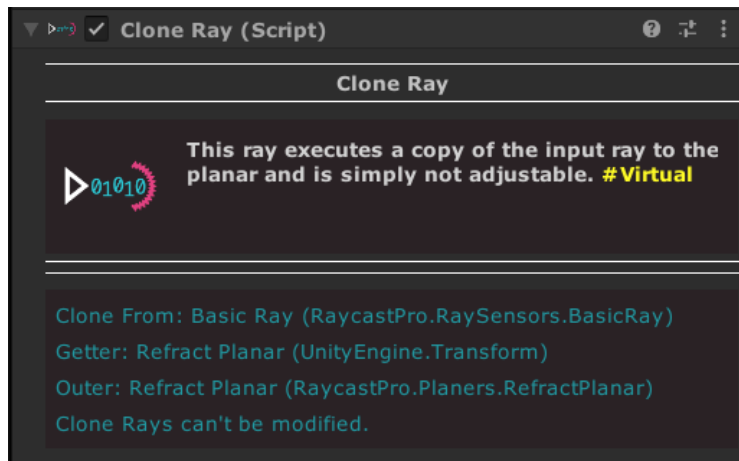 Clone Ray (Script)
Clone Ray
01010
This ray executes a copy of the input ray to the
planar and is simply not adjustable. #Virtual
Clone From: Basic Ray (RaycastPro.RaySensors.BasicRay)
Getter: Refract Planar (UnityEngine.Transform)
Outer: Refract Planar (RaycastPro.Planers.RefractPlanar)
Clone Rays can't be modified.